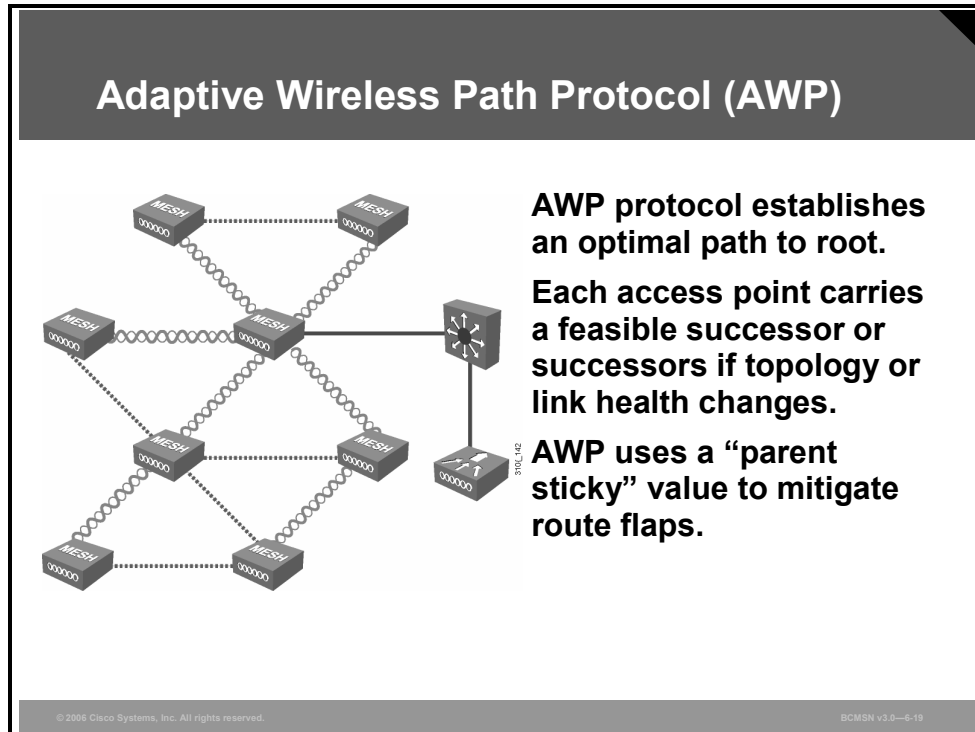 Adaptive Wireless Path Protocol (AWP)
MESH
MESH
MESH
MESH
MESH
MESH
MESH
MESH
310(_142
AWP protocol establishes
an optimal path to root.
Each access point carries
a feasible successor or
successors if topology or
link health changes.
AWP uses a “parent
sticky” value to mitigate
route flaps.
© 2006 Cisco Systems, Inc. All rights reserved.
BCMSN v3.0—6-19